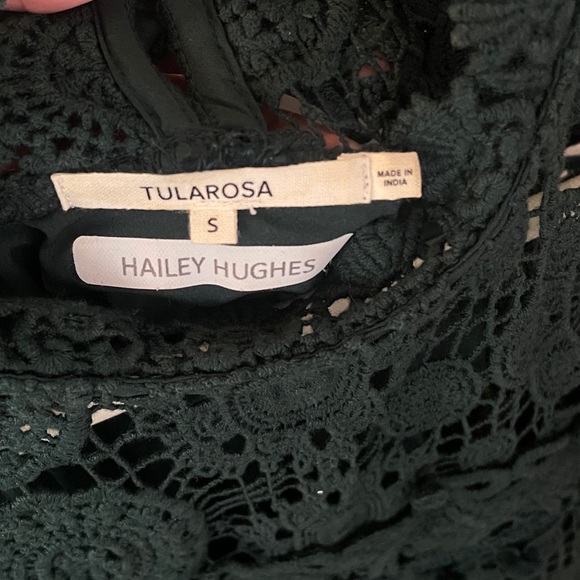 TULAROSA
MADE IN
INDIA
S
HAILEY HUGHES